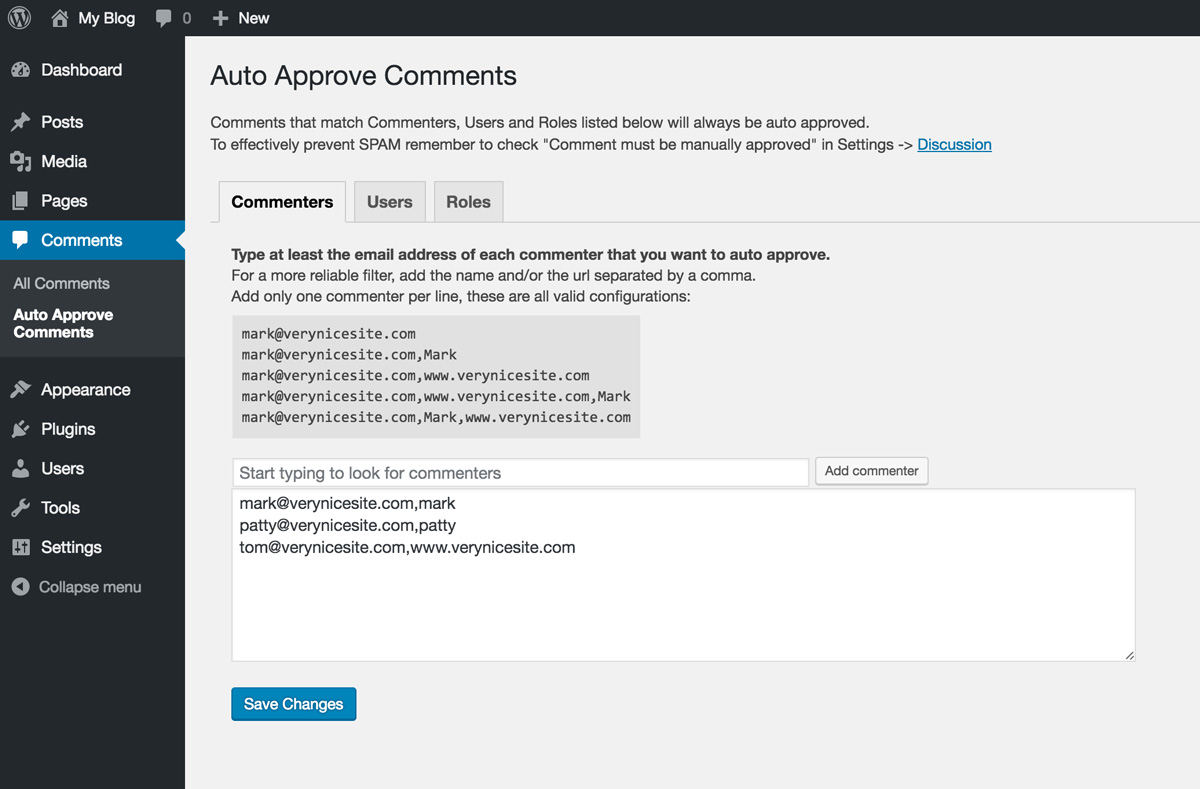 My Blog 0 New
Dashboard
Posts
Media
Pages
Comments
All Comments
Auto Approve
Comments
Appearance
Plugins
Users
Tools
Settings
Collapse menu
Auto Approve Comments
Comments that match Commenters, Users and Roles listed below will always be auto approved.
To effectively prevent SPAM remember to check "Comment must be manually approved" in Settings -> Discussion
Commenters Users Roles
Type at least the email address of each commenter that you want to auto approve.
For a more reliable filter, add the name and/or the url separated by a comma.
Add only one commenter per line, these are all valid configurations:
mark@verynicesite.com
mark@verynicesite.com,Mark
mark@verynicesite.com,www.verynicesite.com
mark@verynicesite.com,www.verynicesite.com,Mark
mark@verynicesite.com,Mark,www.verynicesite.com
Start typing to look for commenters Add commenter
mark@verynicesite.com,mark
patty@verynicesite.com,patty
tom@verynicesite.com,www.verynicesite.com
Save Changes